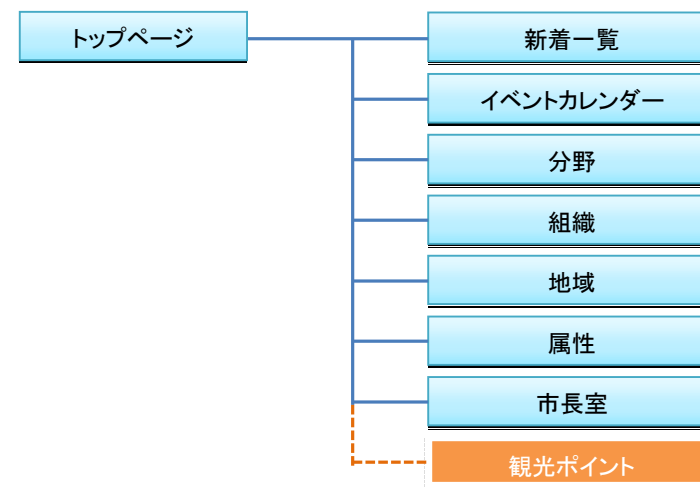 トップページ
新着一覧
イベントカレンダー
分野
組織
地域
属性
市長室
観光ポイント